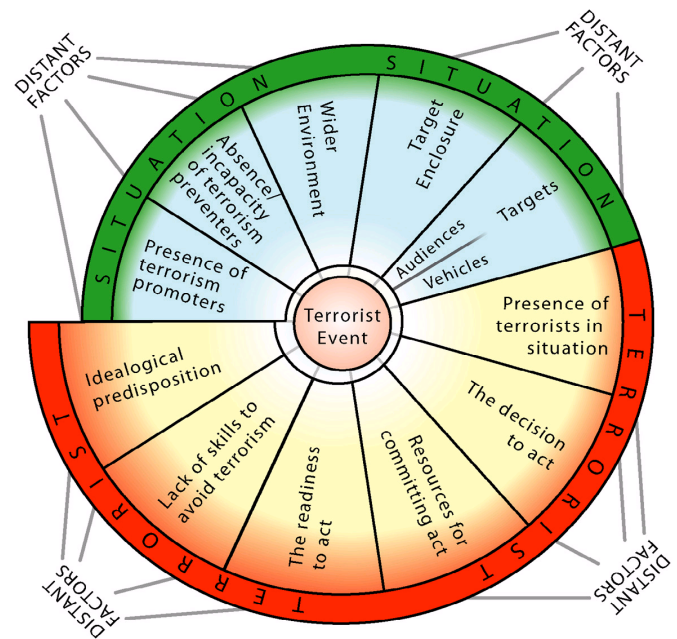 DISTANT
FACTORS
DISTANT
FACTORS
SITUATION
SITUATION
Wider
Environment
Target
Enclosure
Absence/
incapacity
of terrorism
preventers
Targets
Audiences
Vehicles
Presence of
terrorism
promoters
Terrorist
Event
Presence of
terrorists in
situation
Idealogical
predisposition
The decision
to act
Lack of skills to
avoid terrorism
The readiness
to act
Resources for
committing act
TERRORIST
TERRORIST
DISTANT
FACTORS
DISTANT
FACTORS